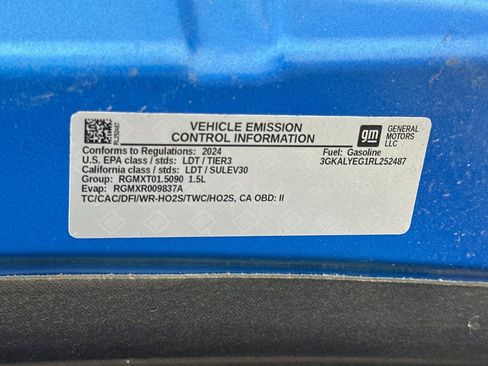 RL252487
VEHICLE EMISSION
CONTROL INFORMATION
gm
GENERAL
MOTORS
LLC
Conforms to Regulations: 2024
Fuel: Gasoline
U.S. EPA class / stds: LDT / TIER3
3GKALYEG1RL252487
California class / stds: LDT / SULEV30
Group: RGMXT01.5090 1.5L
Evap: RGMXR009837A
TC/CAC/DFI/WR-HO2S/TWC/HO2S, CA OBD: II